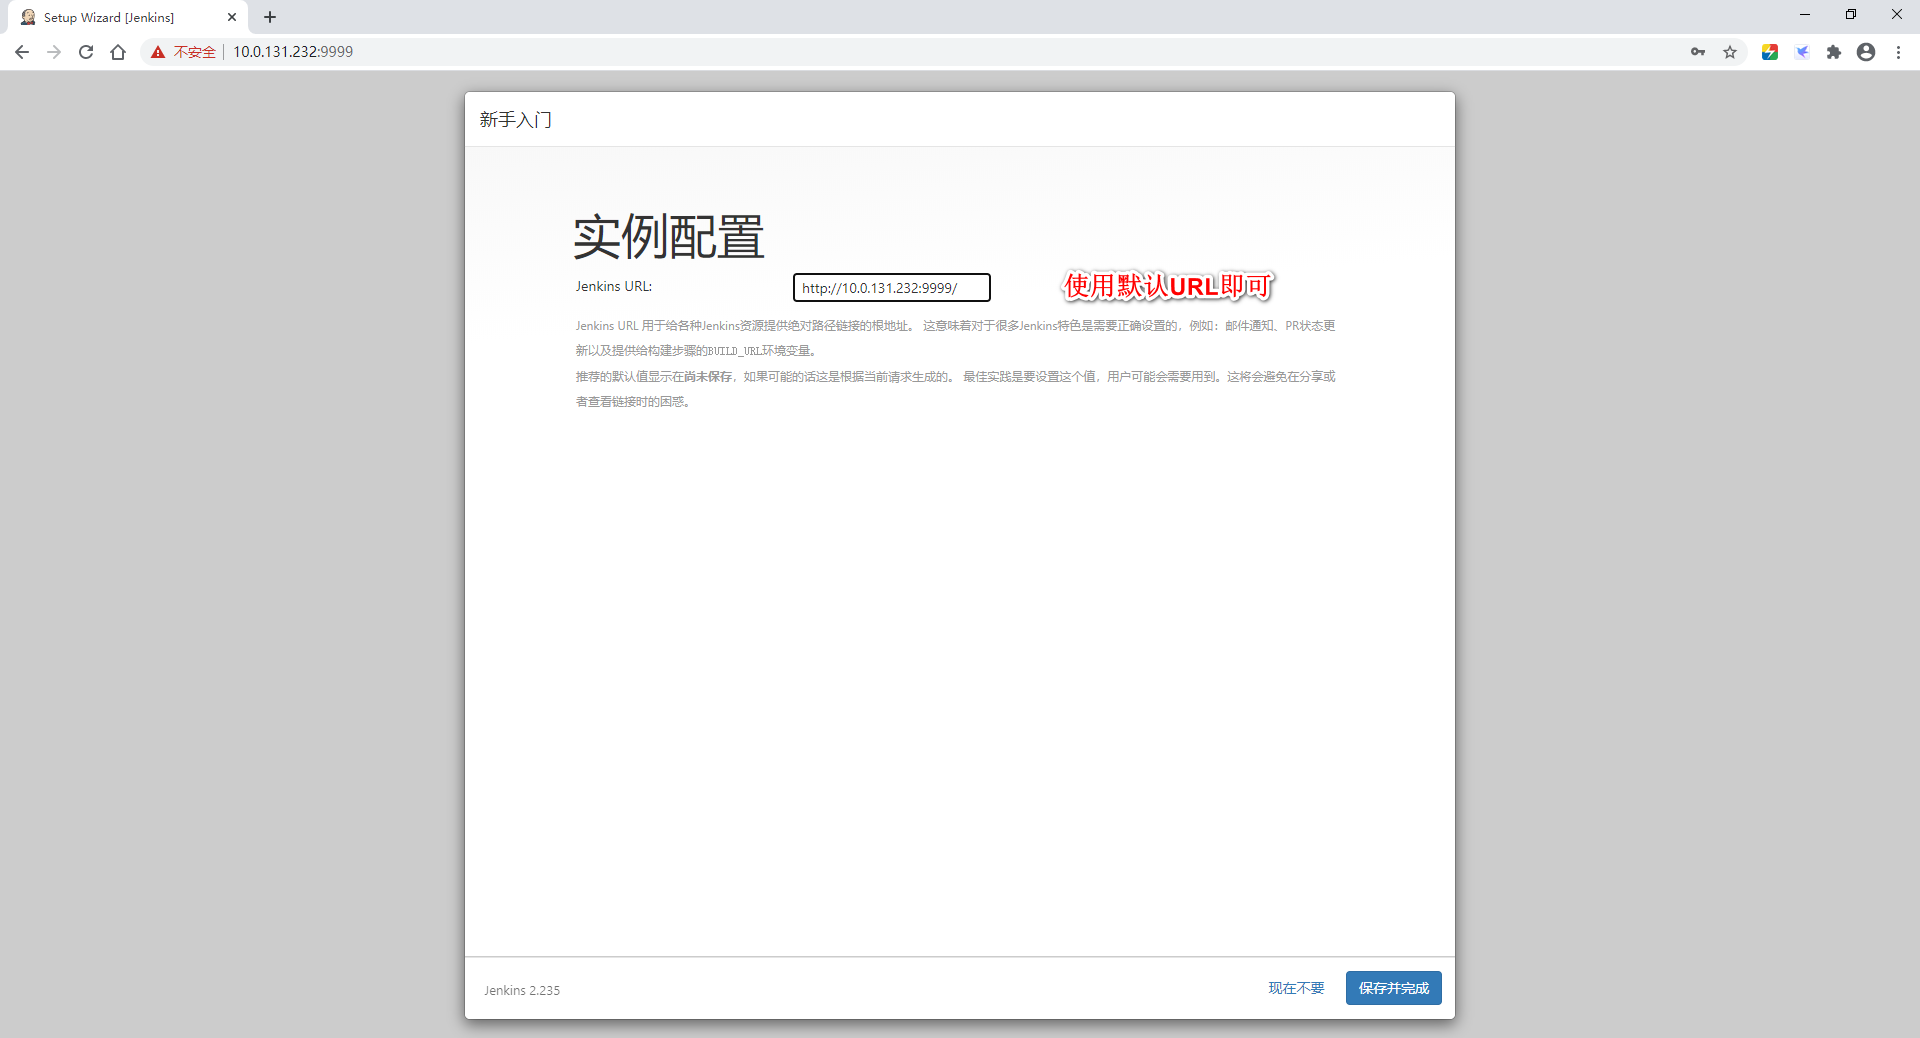 Setup Wizard [Jenkins]
不安全 10.0.131.232:9999
新手入门
实例配置
Jenkins URL: http://10.0.131.232:9999/ 使用默认URL即可
Jenkins URL 用于给各种Jenkins资源提供绝对路径链接的根地址。 这意味着对于很多Jenkins特色是需要正确设置的，例如：邮件通知、PR状态更
新以及提供给构建步骤的BUILD_URL环境变量。
推荐的默认值显示在尚未保存，如果可能的话这是根据当前请求生成的。 最佳实践是要设置这个值，用户可能会需要用到。这将会避免在分享或
者查看链接时的困惑。
Jenkins 2.235 现在不要 保存并完成